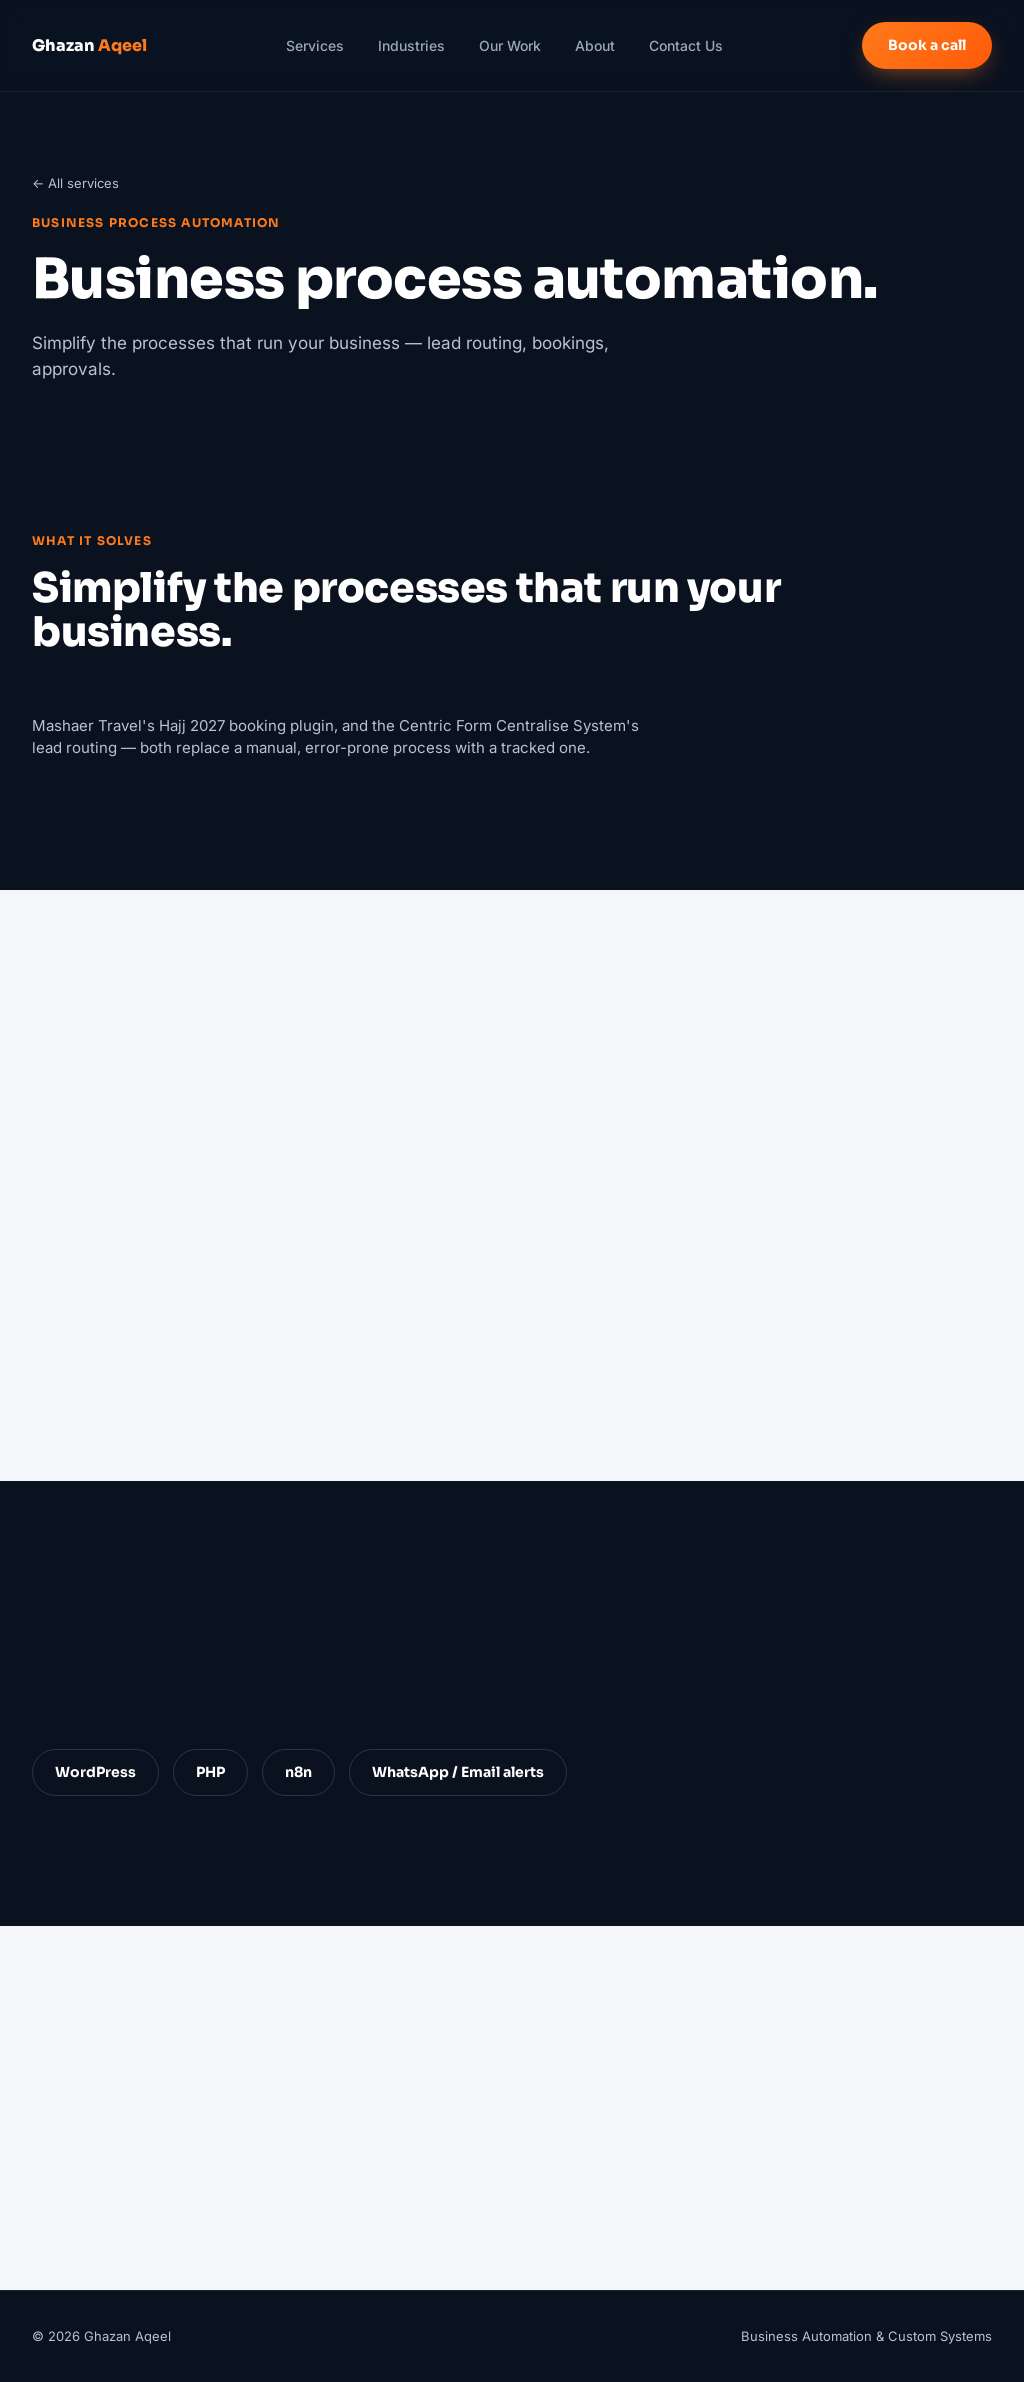 Ghazan Aqeel
Services
Industries
Our Work
About
Contact Us
Book a call
← All services
BUSINESS PROCESS AUTOMATION
Business process automation.
Simplify the processes that run your business — lead routing, bookings,
approvals.
WHAT IT SOLVES
Simplify the processes that run your
business.
Mashaer Travel's Hajj 2027 booking plugin, and the Centric Form Centralise System's
lead routing — both replace a manual, error-prone process with a tracked one.
WordPress
PHP
n8n
WhatsApp / Email alerts
© 2026 Ghazan Aqeel
Business Automation & Custom Systems